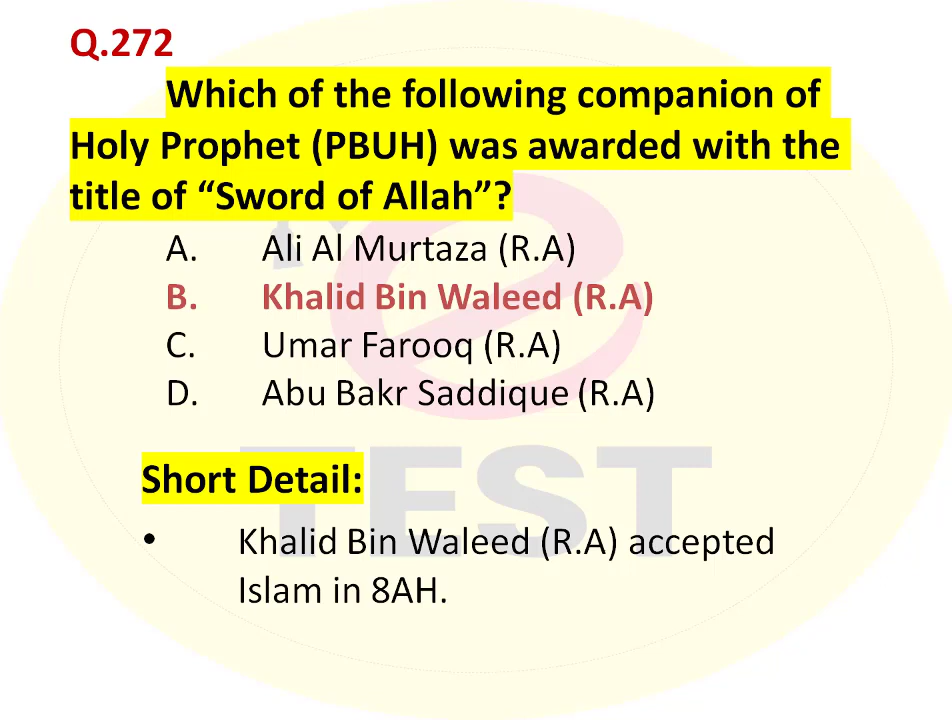 Q.272
Which of the following companion of
Holy Prophet (PBUH) was awarded with the
title of “Sword of Allah”?
A. Ali Al Murtaza (R.A)
B. Khalid Bin Waleed (R.A)
C. Umar Farooq (R.A)
D. Abu Bakr Saddique (R.A)
TEST
Short Detail:
• Khalid Bin Waleed (R.A) accepted
Islam in 8AH.